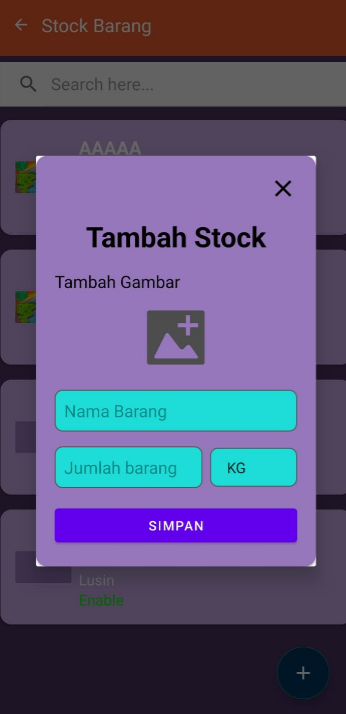 Stock Barang
Search here...
AAAAA
Tambah Stock
Tambah Gambar
Nama Barang
Jumlah barang
KG
SIMPAN
Lusin
Enable